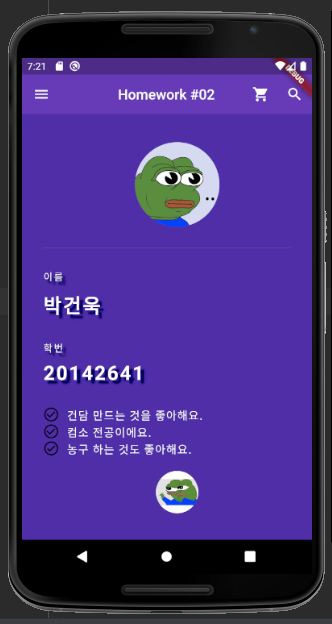 7:21
DEBUG
Homework #02
이름
박건욱
학번
20142641
건담 만드는 것을 좋아해요.
컴소 전공이에요.
농구 하는 것도 좋아해요.